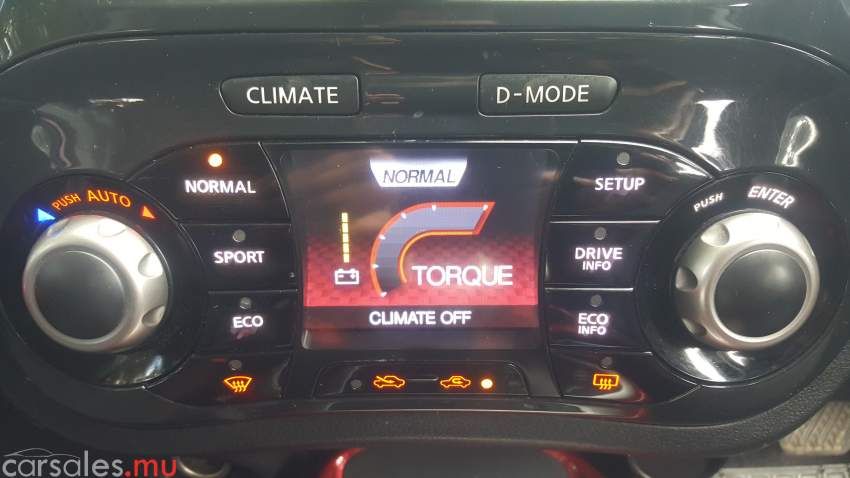 CLIMATE
D-MODE
NORMAL
PUSH AUTO
NORMAL
SETUP
PUSH ENTER
SPORT
DRIVE
INFO
TORQUE
ECO
CLIMATE OFF
ECO
INFO
carsales.mu